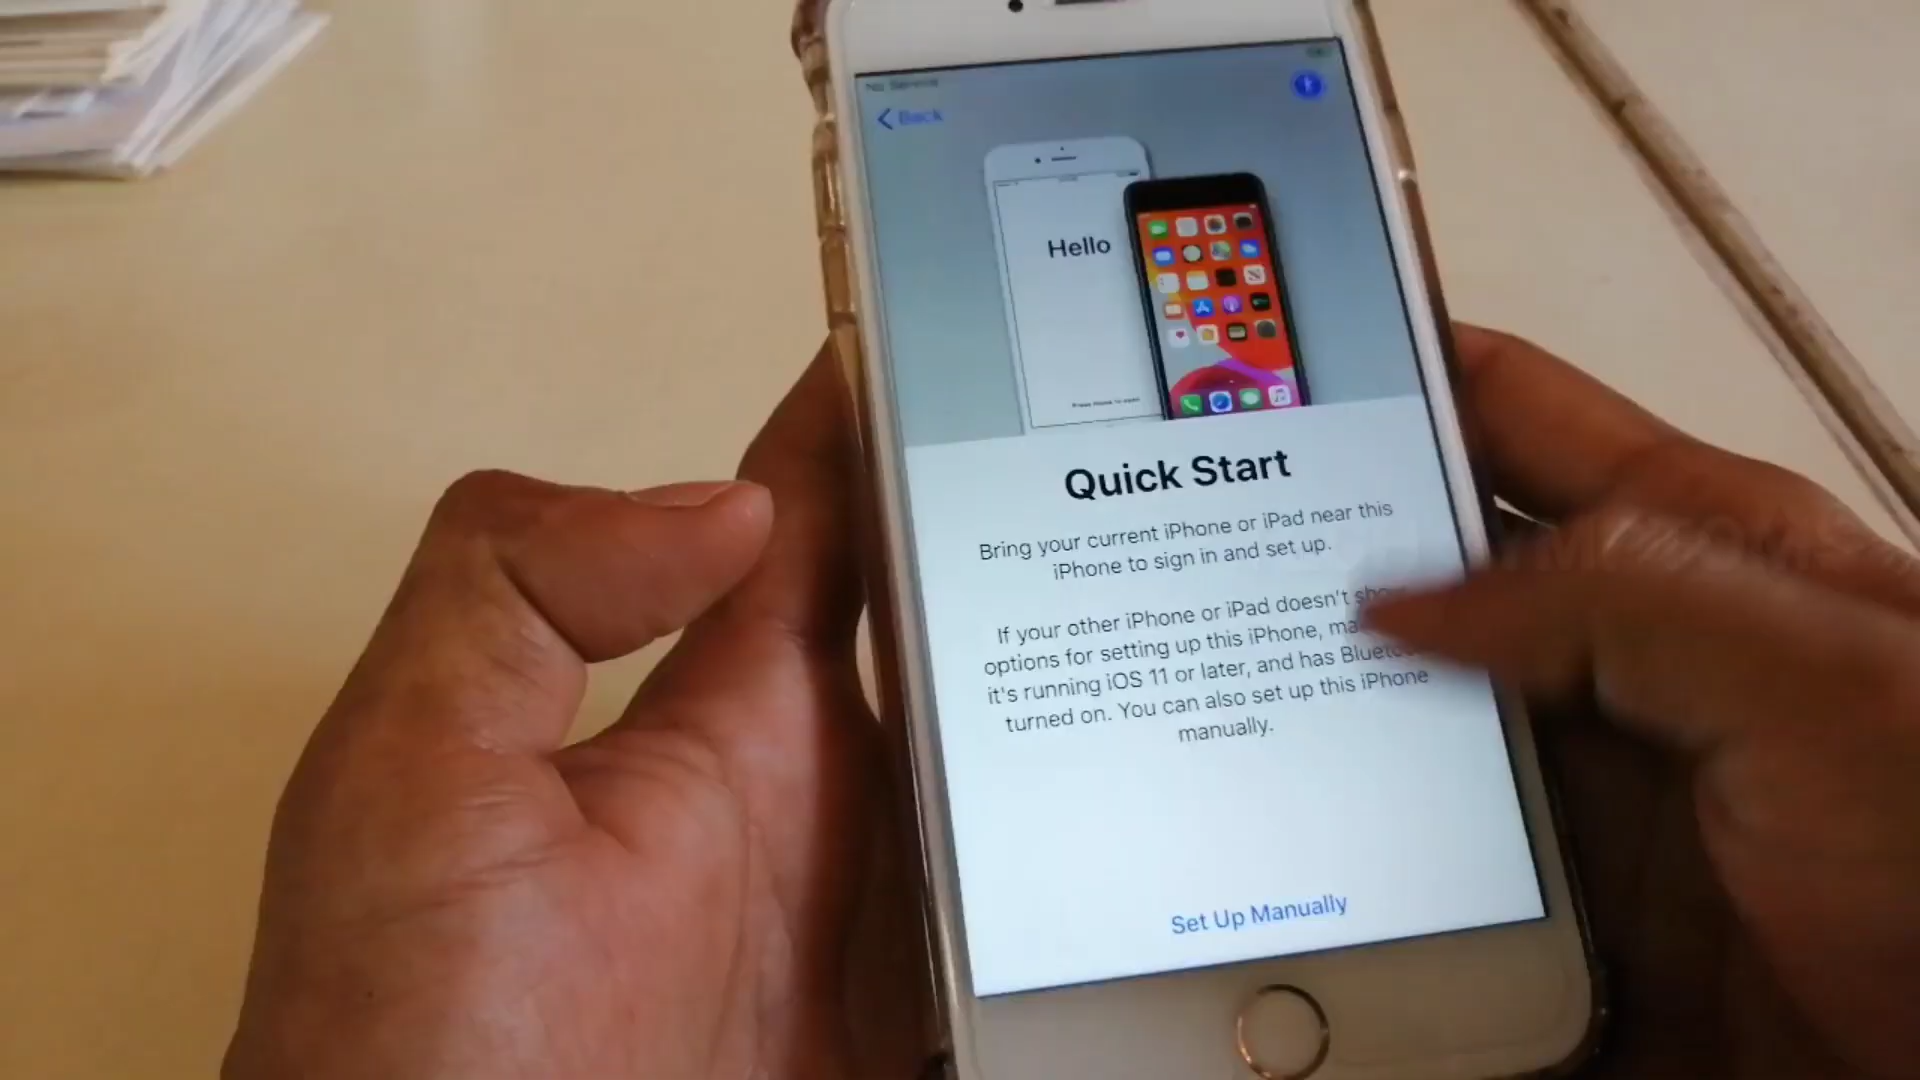 No Service
Back
Hello
Quick Start
Bring your current iPhone or iPad near this
iPhone to sign in and set up.
If your other iPhone or iPad doesn't
options for setting up this iPhone,
it's running iOS 11 or later, and has
turned on. You can also set up this iPhone
manually.
Set Up Manually